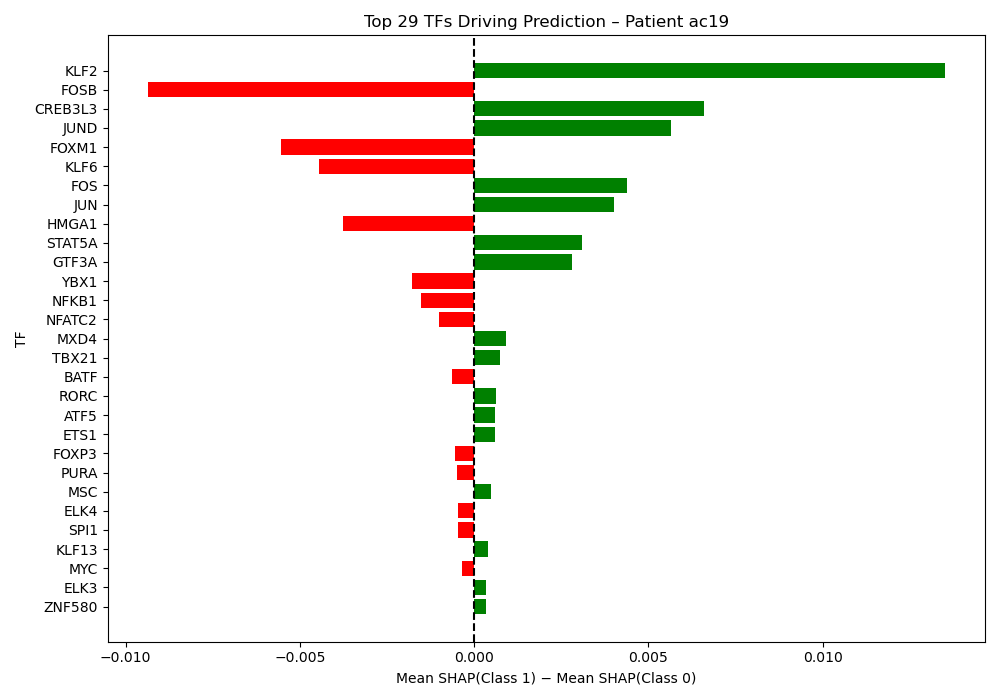 Top 29 TFs Driving Prediction – Patient ac19
TF
KLF2
FOSB
CREB3L3
JUND
FOXM1
KLF6
FOS
JUN
HMGA1
STAT5A
GTF3A
YBX1
NFKB1
NFATC2
MXD4
TBX21
BATF
RORC
ATF5
ETS1
FOXP3
PURA
MSC
ELK4
SPI1
KLF13
MYC
ELK3
ZNF580
−0.010 −0.005 0.000 0.005 0.010
Mean SHAP(Class 1) − Mean SHAP(Class 0)